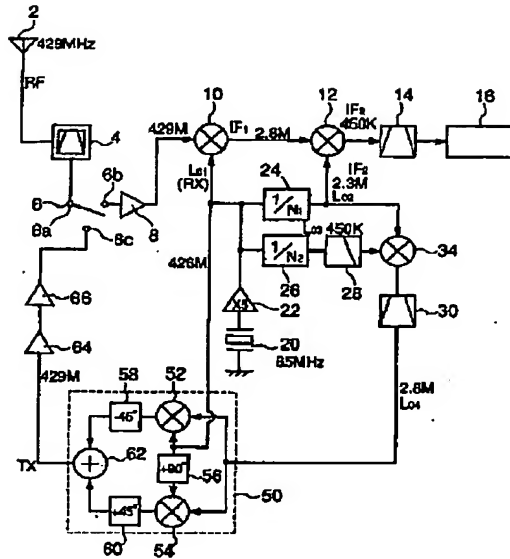 2
429MHz
RF
4
6
6a
6b
6c
8
429M
10
IF1
2.8M
12
IF2
450K
14
16
LO1
(RX)
IF2
2.3M
LO2
24
1/N1
LO3
450K
1/N2
26
28
34
30
X5
22
20
85MHz
426M
66
64
429M
TX
58
-45°
52
62
+90°
56
50
+45°
60
54
2.8M
LO4